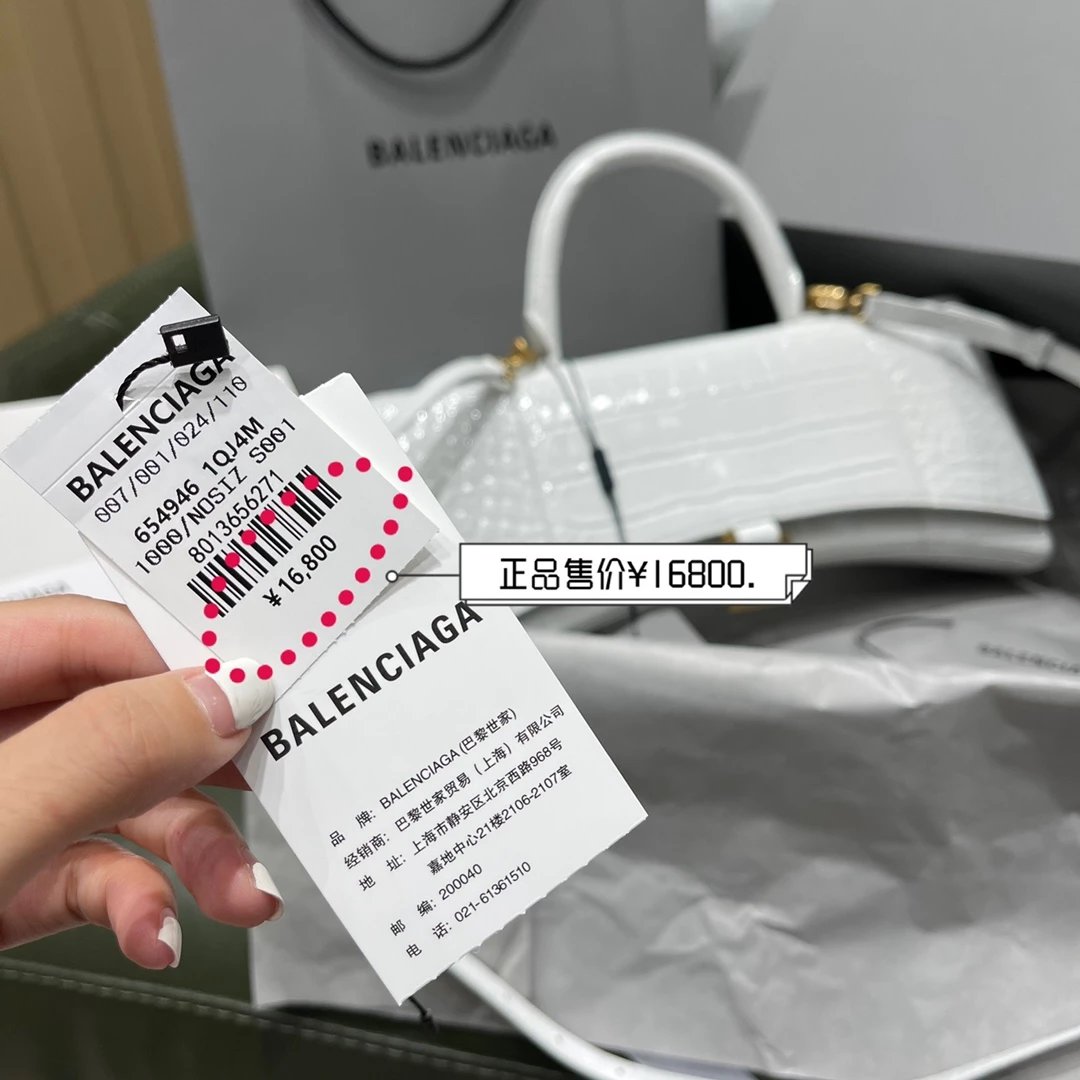 BALENCIAGA
BALENCIAGA
007/001/024/110
654946 1QJ4M
1000/NOSIZ S001
8013656271
¥16,800
正品售价¥16800.
BALENCIAGA
品 牌: BALENCIAGA (巴黎世家)
经销商: 巴黎世家贸易（上海）有限公司
地 址: 上海市静安区北京西路968号
嘉地中心21楼2106-2107室
邮 编: 200040
电 话: 021-61361510
BALENCIAGA